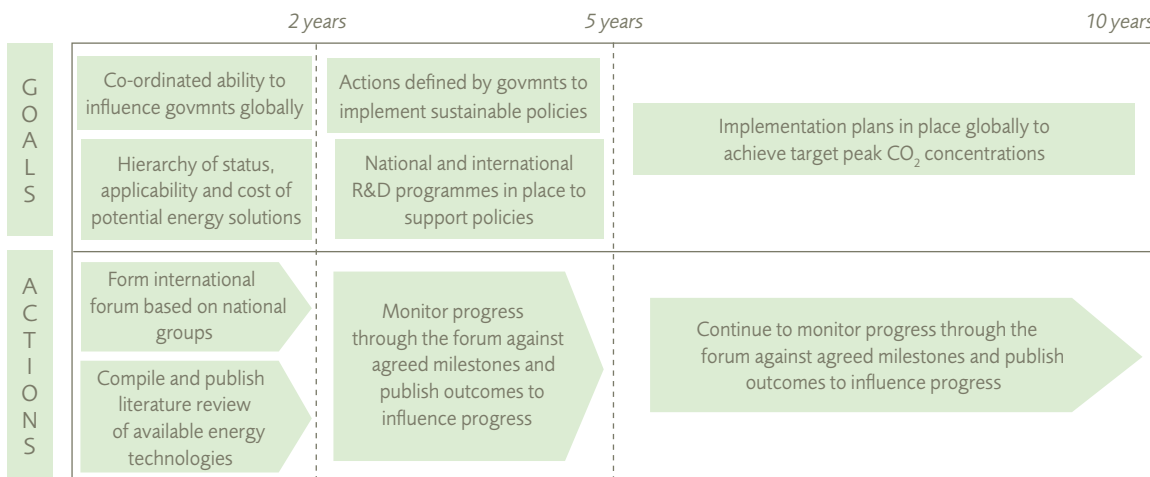 2 years
5 years
10 years
GOALS
Co-ordinated ability to
influence govmnts globally
Hierarchy of status,
applicability and cost of
potential energy solutions
Actions defined by govmnts to
implement sustainable policies
National and international
R&D programmes in place to
support policies
Implementation plans in place globally to
achieve target peak CO₂ concentrations
ACTIONS
Form international
forum based on national
groups
Compile and publish
literature review
of available energy
technologies
Monitor progress
through the forum against
agreed milestones and
publish outcomes to
influence progress
Continue to monitor progress through the
forum against agreed milestones and publish
outcomes to influence progress